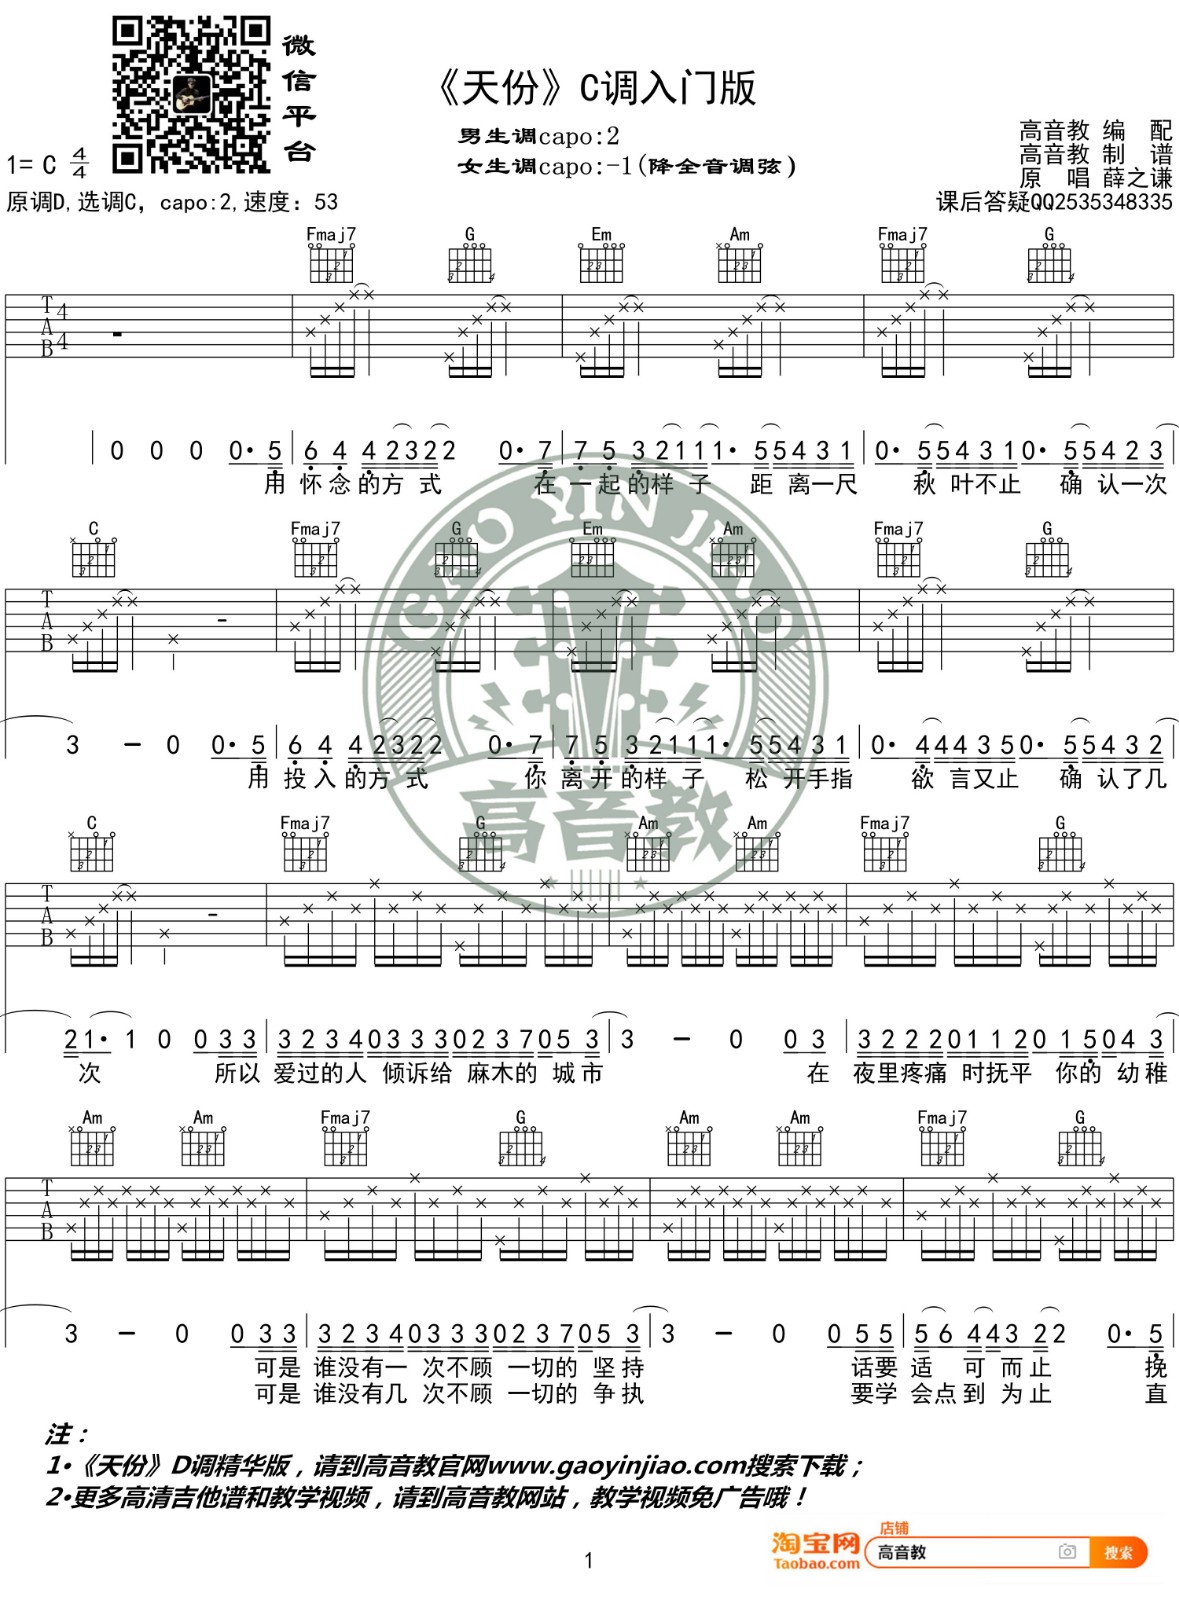 微信平台
《天份》C调入门版
男生调capo:2
女生调capo:-1(降全音调弦)
高音教 编 配
高音教 制 谱
原 唱 薛之谦
1= C 4/4
原调D,选调C，capo:2,速度：53
课后答疑QQ2535348335
Fmaj7 G Em Am Fmaj7 G
T A B 4 4
0 0 0 0· 5 6 4 4 2 3 2 2 0· 7 7 5 3 2 1 1 1· 5 5 4 3 1 0· 5 5 4 3 1 0· 5 5 4 2 3
用 怀念的方式 在一起的样子 距离一尺 秋叶不止 确认一次
C Fmaj7 G Em Am Fmaj7 G
T A B
3 − 0 0· 5 6 4 4 2 3 2 2 0· 7 7 5 3 2 1 1 1· 5 5 4 3 1 0· 4 4 4 3 5 0· 5 5 4 3 2
用 投入的方式 你离开的样子 松开手指 欲言又止 确认了几
C Fmaj7 G Am Am Fmaj7 G
T A B
2 1· 1 0 0 3 3 3 2 3 4 0 3 3 3 0 2 3 7 0 5 3 3 − 0 0 3 3 2 2 2 0 1 1 2 0 1 5 0 4 3
次 所以 爱过的人 倾诉给 麻木的 城市 在 夜里疼痛 时抚平 你的 幼稚
Am Am Fmaj7 G Am Am Fmaj7 G
T A B
3 − 0 0 3 3 3 2 3 4 0 3 3 3 0 2 3 7 0 5 3 3 − 0 0 5 5 5 6 4 4 3 2 2 0· 5
可是 谁没有一 次不顾 一切的 坚持 话要 适 可而止 挽
可是 谁没有几 次不顾 一切的 争执 要学 会点到 为止 直
GAO YIN JIAO
高音教
注：
1·《天份》D调精华版，请到高音教官网www.gaoyinjiao.com搜索下载；
2·更多高清吉他谱和教学视频，请到高音教网站，教学视频免广告哦！
1
淘宝网
Taobao.com
店铺
高音教
搜索